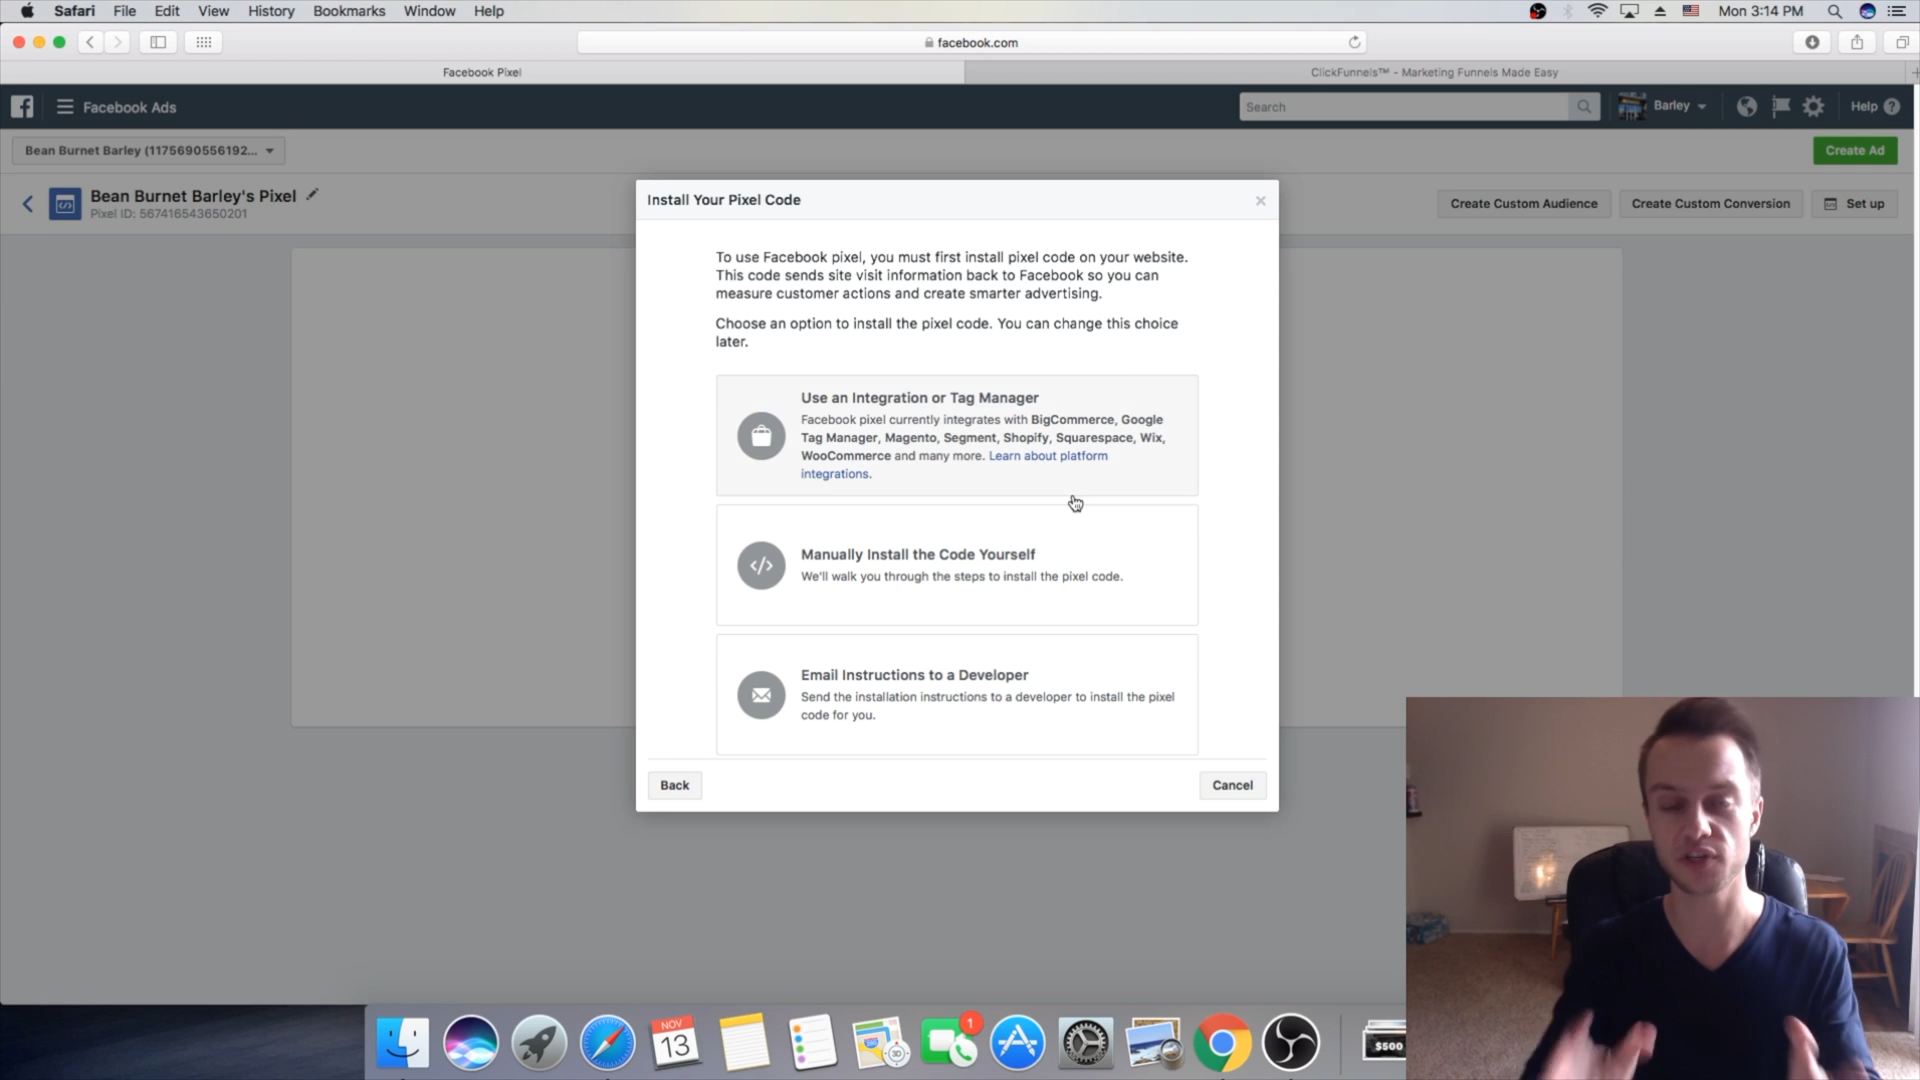 Safari File Edit View History Bookmarks Window Help Mon 3:14 PM
facebook.com
Facebook Pixel
ClickFunnels™ - Marketing Funnels Made Easy
Facebook Ads
Search
Barley
Help
Bean Burnet Barley (1175690556192...
Create Ad
Bean Burnet Barley's Pixel
Pixel ID: 567416543650201
Create Custom Audience
Create Custom Conversion
Set up
Install Your Pixel Code
To use Facebook pixel, you must first install pixel code on your website.
This code sends site visit information back to Facebook so you can
measure customer actions and create smarter advertising.
Choose an option to install the pixel code. You can change this choice
later.
Use an Integration or Tag Manager
Facebook pixel currently integrates with BigCommerce, Google
Tag Manager, Magento, Segment, Shopify, Squarespace, Wix,
WooCommerce and many more. Learn about platform
integrations.
Manually Install the Code Yourself
We'll walk you through the steps to install the pixel code.
Email Instructions to a Developer
Send the installation instructions to a developer to install the pixel
code for you.
Back
Cancel
NOV
13
3D
1
$500